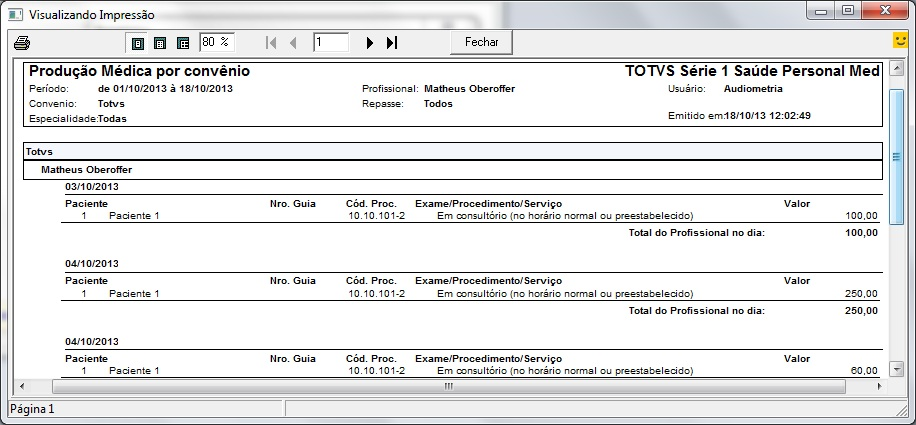 Visualizando Impressão
80 % 1 Fechar
Produção Médica por convênio TOTVS Série 1 Saúde Personal Med
Período: de 01/10/2013 à 18/10/2013 Profissional: Matheus Oberoffer Usuário: Audiometria
Convenio: Totvs Repasse: Todos
Especialidade:Todas Emitido em:18/10/13 12:02:49
Totvs
Matheus Oberoffer
03/10/2013
Paciente Nro. Guia Cód. Proc. Exame/Procedimento/Serviço Valor
1 Paciente 1 10.10.101-2 Em consultório (no horário normal ou preestabelecido) 100,00
Total do Profissional no dia: 100,00
04/10/2013
Paciente Nro. Guia Cód. Proc. Exame/Procedimento/Serviço Valor
1 Paciente 1 10.10.101-2 Em consultório (no horário normal ou preestabelecido) 250,00
Total do Profissional no dia: 250,00
04/10/2013
Paciente Nro. Guia Cód. Proc. Exame/Procedimento/Serviço Valor
1 Paciente 1 10.10.101-2 Em consultório (no horário normal ou preestabelecido) 60,00
Página 1